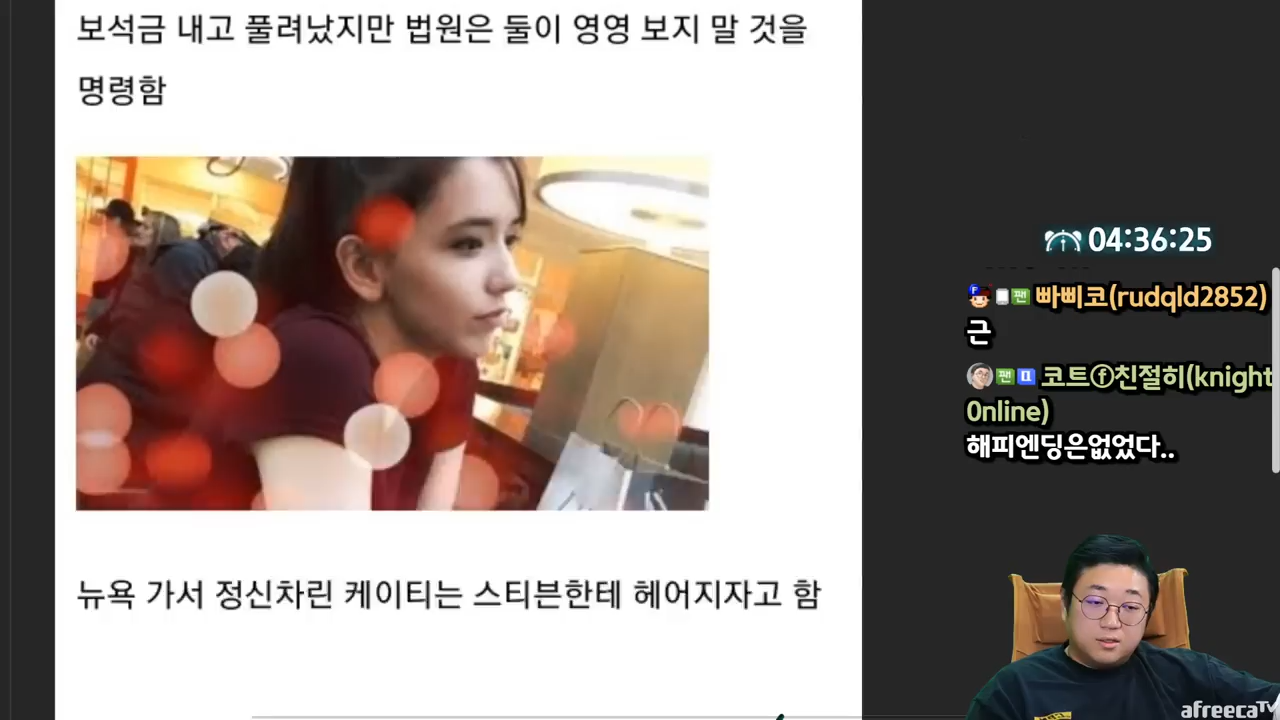 보석금 내고 풀려났지만 법원은 둘이 영영 보지 말 것을
명령함
뉴욕 가서 정신차린 케이티는 스티븐한테 헤어지자고 함
04:36:25
팬 빠삐코(rudqld2852)
근
팬 코트ⓕ친절히(knight
0nline)
해피엔딩은없었다..
afreecaTV